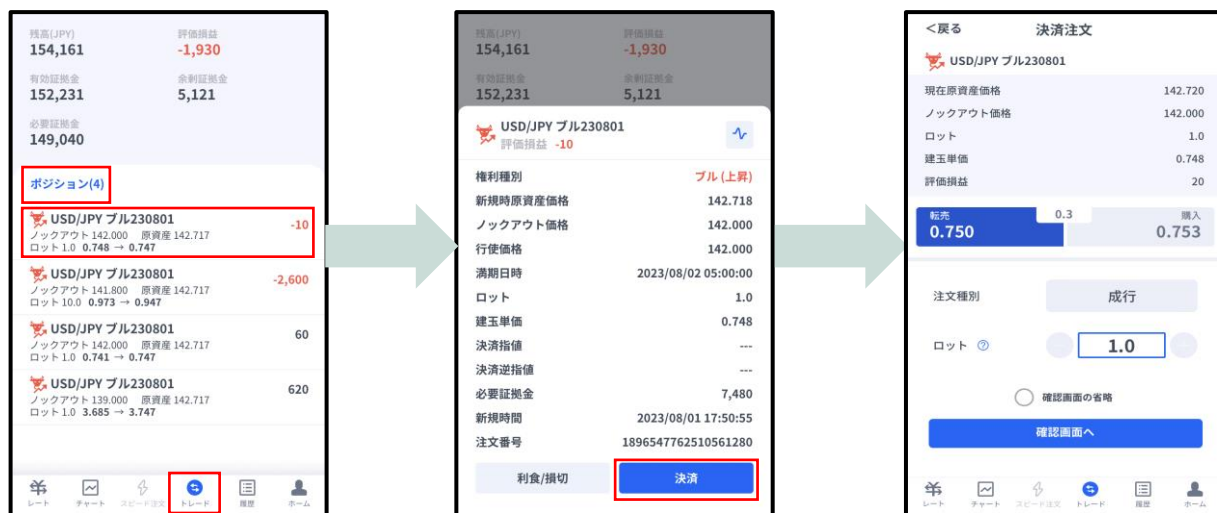 残高(JPY) 評価損益
154,161 -1,930
有効証拠金 余剰証拠金
152,231 5,121
必要証拠金
149,040
ポジション(4)
USD/JPY ブル230801 -10
ノックアウト 142.000 原資産 142.717
ロット 1.0 0.748 → 0.747
USD/JPY ブル230801 -2,600
ノックアウト 141.800 原資産 142.717
ロット 10.0 0.973 → 0.947
USD/JPY ブル230801 60
ノックアウト 142.000 原資産 142.717
ロット 1.0 0.741 → 0.747
USD/JPY ブル230801 620
ノックアウト 139.000 原資産 142.717
ロット 1.0 3.685 → 3.747
レート チャート スピード注文 トレード 履歴 ホーム
残高(JPY) 評価損益
154,161 -1,930
有効証拠金 余剰証拠金
152,231 5,121
USD/JPY ブル230801
評価損益 -10
権利種別 ブル (上昇)
新規時原資産価格 142.718
ノックアウト価格 142.000
行使価格 142.000
満期日時 2023/08/02 05:00:00
ロット 1.0
建玉単価 0.748
決済指値 ---
決済逆指値 ---
必要証拠金 7,480
新規時間 2023/08/01 17:50:55
注文番号 1896547762510561280
利食/損切 決済
<戻る 決済注文
USD/JPY ブル230801
現在原資産価格 142.720
ノックアウト価格 142.000
ロット 1.0
建玉単価 0.748
評価損益 20
転売 0.3 購入
0.750 0.753
注文種別 成行
ロット ? 1.0
確認画面の省略
確認画面へ
レート チャート スピード注文 トレード 履歴 ホーム